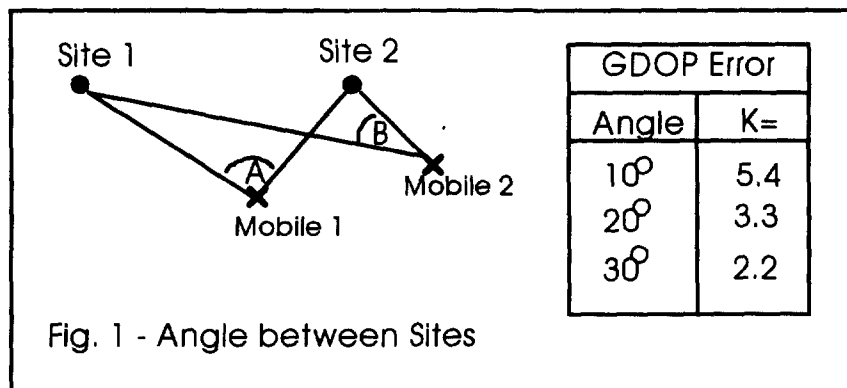 Site 1
Site 2
A
B
Mobile 1
Mobile 2
Fig. 1 - Angle between Sites
GDOP Error
Angle K=
10° 5.4
20° 3.3
30° 2.2